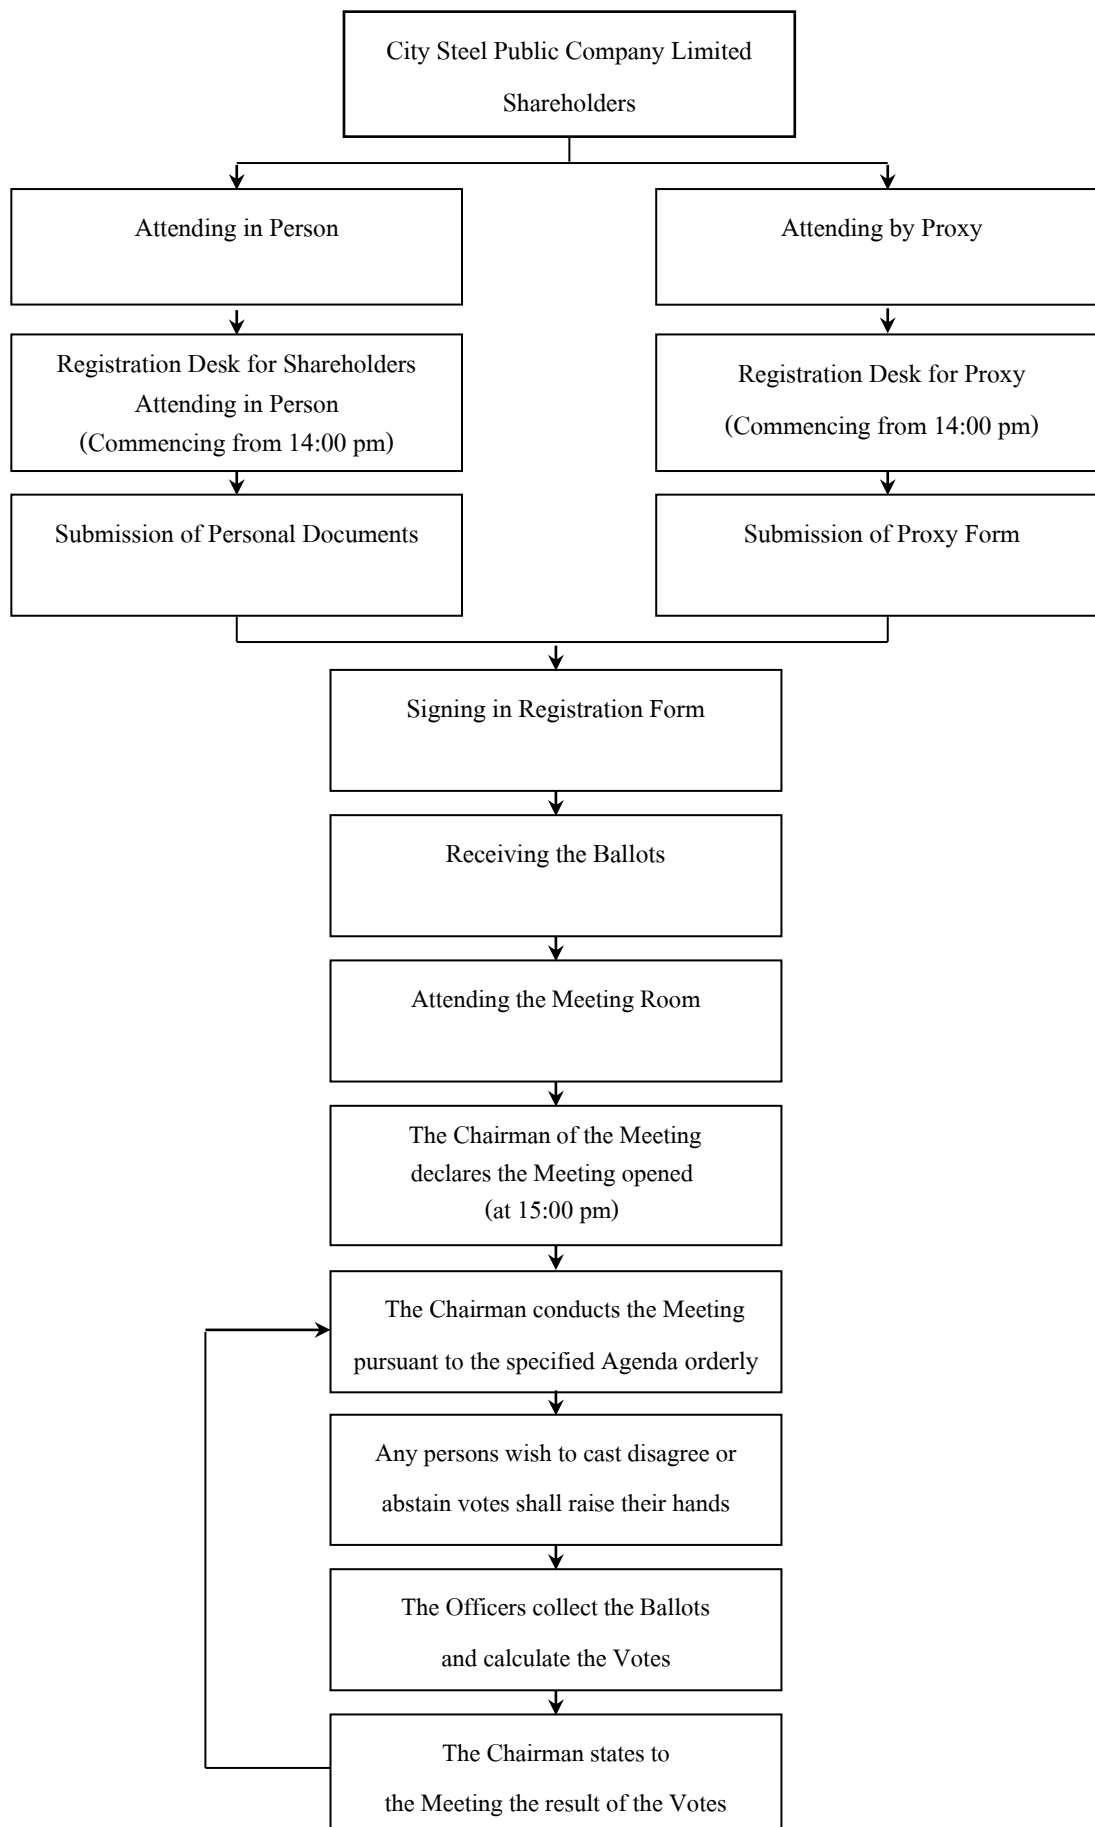 City Steel Public Company Limited
Shareholders
Attending in Person
Attending by Proxy
Registration Desk for Shareholders
Attending in Person
(Commencing from 14:00 pm)
Registration Desk for Proxy
(Commencing from 14:00 pm)
Submission of Personal Documents
Submission of Proxy Form
Signing in Registration Form
Receiving the Ballots
Attending the Meeting Room
The Chairman of the Meeting
declares the Meeting opened
(at 15:00 pm)
The Chairman conducts the Meeting
pursuant to the specified Agenda orderly
Any persons wish to cast disagree or
abstain votes shall raise their hands
The Officers collect the Ballots
and calculate the Votes
The Chairman states to
the Meeting the result of the Votes